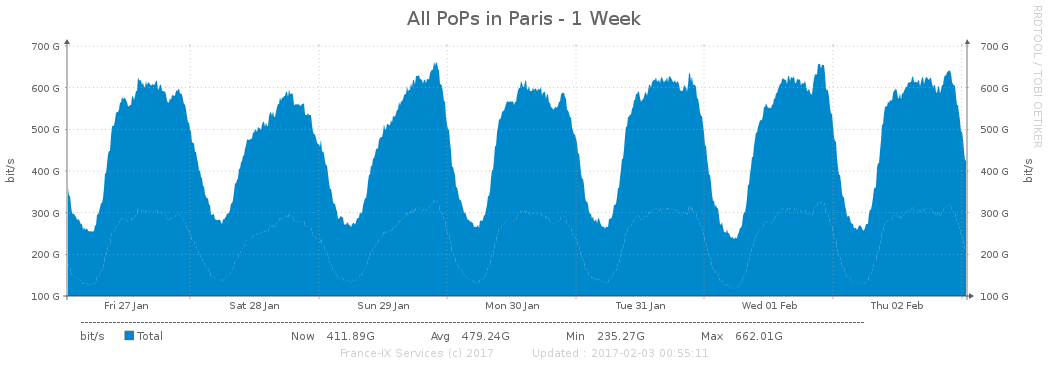 All PoPs in Paris - 1 Week
RRDTOOL / TOBI OETIKER
bit/s
700 G
600 G
500 G
400 G
300 G
200 G
100 G
700 G
600 G
500 G
400 G
300 G
200 G
100 G
bit/s
Fri 27 Jan Sat 28 Jan Sun 29 Jan Mon 30 Jan Tue 31 Jan Wed 01 Feb Thu 02 Feb
bit/s Total Now 411.89G Avg 479.24G Min 235.27G Max 662.01G
France-IX Services (c) 2017 Updated : 2017-02-03 00:55:11